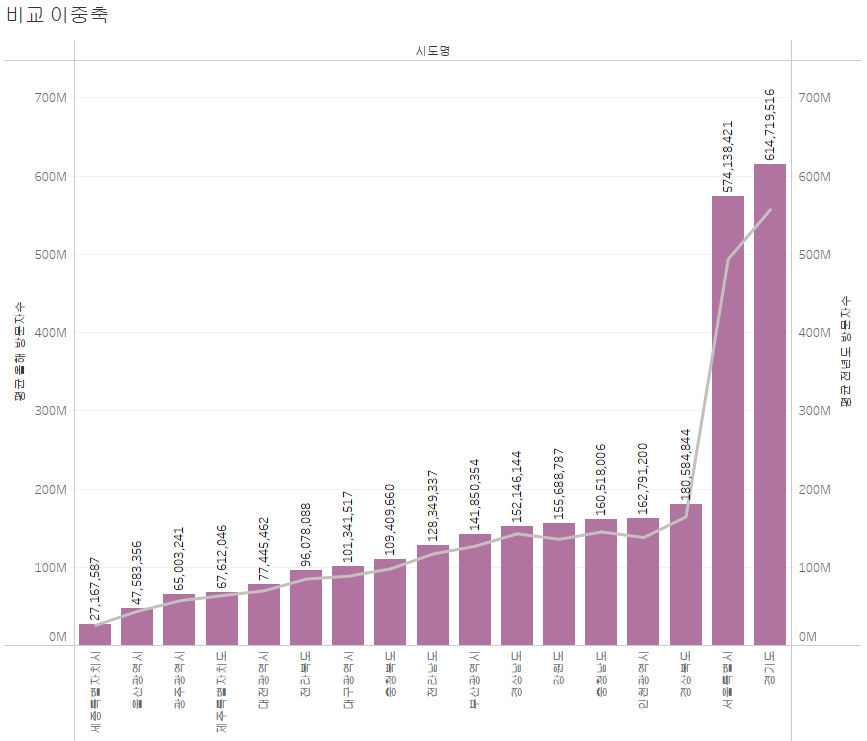 비교 이중축
시도명
700M
600M
500M
400M
300M
200M
100M
0M
평균 올해 방문자수
27,167,587
47,583,356
65,003,241
67,612,046
77,445,462
96,078,088
101,341,517
109,409,660
128,349,337
141,850,354
152,146,144
155,688,787
160,518,006
162,791,200
180,584,844
574,138,421
614,719,516
700M
600M
500M
400M
300M
200M
100M
0M
평균 전년도 방문자수
세종특별자치시
울산광역시
광주광역시
제주특별자치도
대전광역시
전라북도
대구광역시
충청북도
전라남도
부산광역시
경상남도
강원도
충청남도
인천광역시
경상북도
서울특별시
경기도